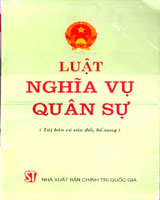 LUẬT
NGHĨA VỤ
QUÂN SỰ
( Tái bản có sửa đổi, bổ sung )
ST
NHÀ XUẤT BẢN CHÍNH TRỊ QUỐC GIA